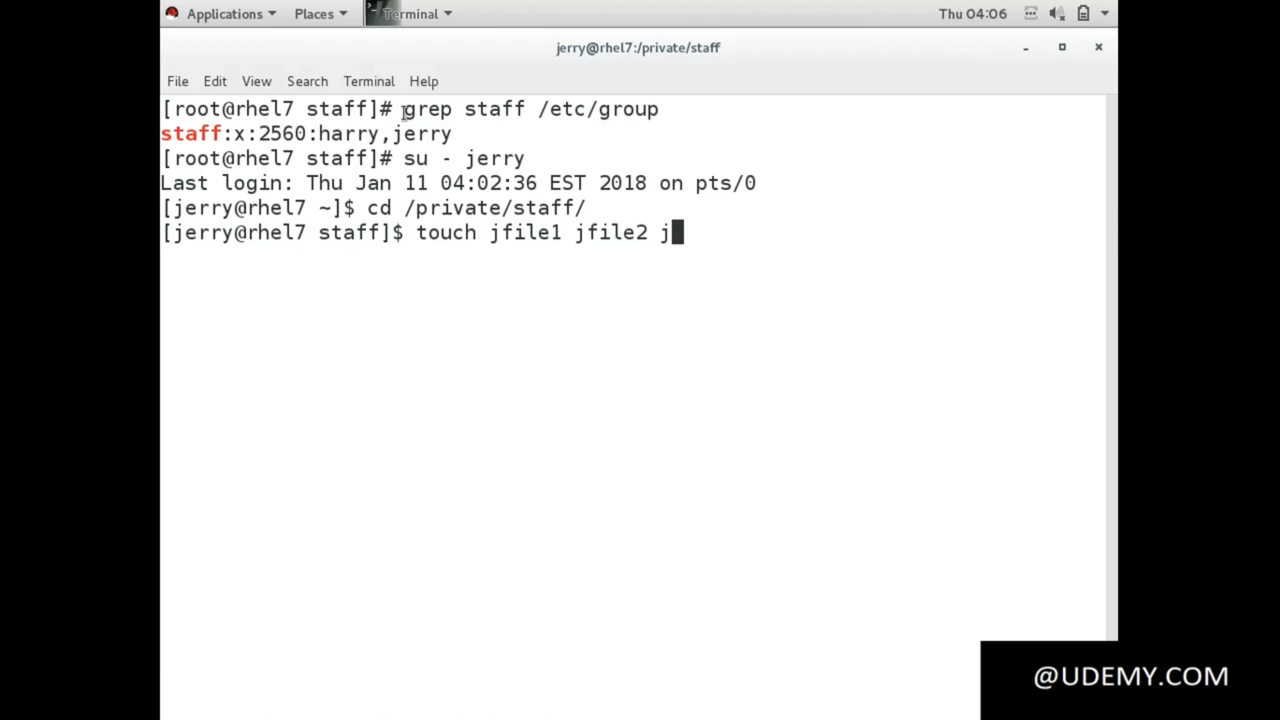 Applications Places Terminal Thu 04:06
jerry@rhel7:/private/staff
File Edit View Search Terminal Help
[root@rhel7 staff]# grep staff /etc/group
staff:x:2560:harry,jerry
[root@rhel7 staff]# su - jerry
Last login: Thu Jan 11 04:02:36 EST 2018 on pts/0
[jerry@rhel7 ~]$ cd /private/staff/
[jerry@rhel7 staff]$ touch jfile1 jfile2 j
@UDEMY.COM